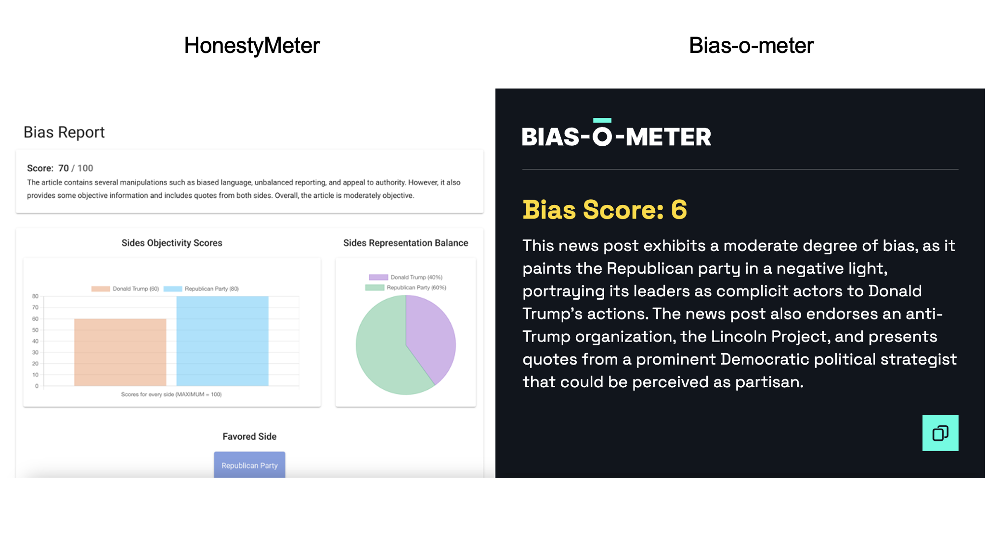 HonestyMeter
Bias-o-meter
Bias Report
Score: 70 / 100
The article contains several manipulations such as biased language, unbalanced reporting, and appeal to authority. However, it also
provides some objective information and includes quotes from both sides. Overall, the article is moderately objective.
Sides Objectivity Scores
Donald Trump (60)
Republican Party (80)
80
70
60
50
40
30
20
10
0
Scores for every side (MAXIMUM = 100)
Sides Representation Balance
Donald Trump (40%)
Republican Party (60%)
Favored Side
Republican Party
BIAS-O-METER
Bias Score: 6
This news post exhibits a moderate degree of bias, as it
paints the Republican party in a negative light,
portraying its leaders as complicit actors to Donald
Trump's actions. The news post also endorses an anti-
Trump organization, the Lincoln Project, and presents
quotes from a prominent Democratic political strategist
that could be perceived as partisan.